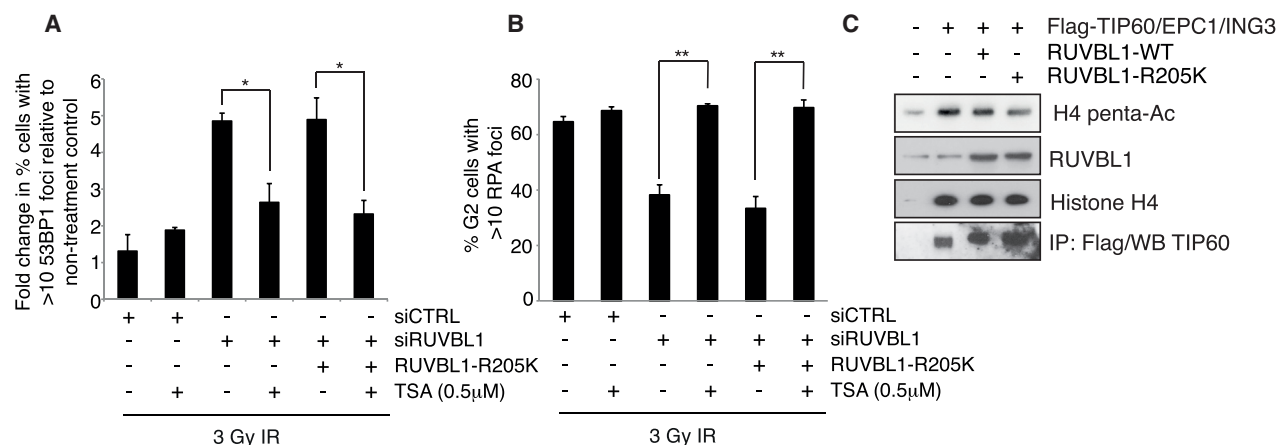 A
Fold change in % cells with
>10 53BP1 foci relative to
non-treatment control
6
5
4
3
2
1
0
* *
+ + - - - - siCTRL
- - + + + + siRUVBL1
- - - - + + RUVBL1-R205K
- + - + - + TSA (0.5μM)
3 Gy IR
B
% G2 cells with
>10 RPA foci
80
60
40
20
0
** **
+ + - - - - siCTRL
- - + + + + siRUVBL1
- - - - + + RUVBL1-R205K
- + - + - + TSA (0.5μM)
3 Gy IR
C
- + + + Flag-TIP60/EPC1/ING3
- - + - RUVBL1-WT
- - - + RUVBL1-R205K
H4 penta-Ac
RUVBL1
Histone H4
IP: Flag/WB TIP60